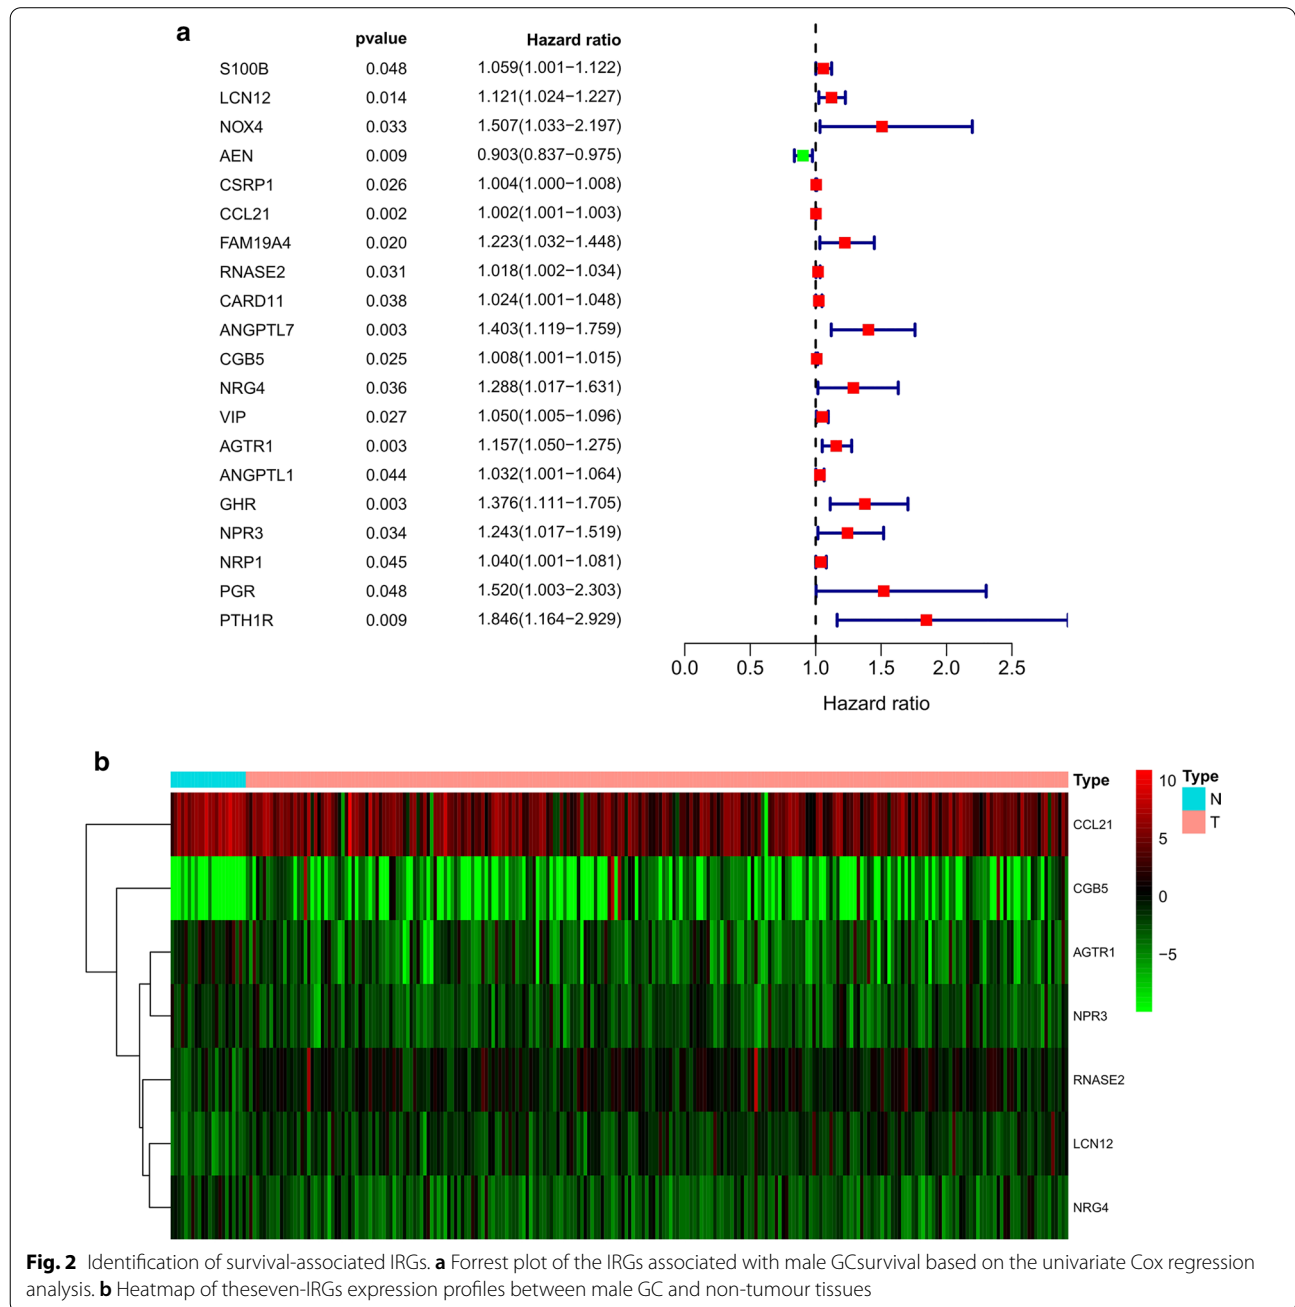 a
pvalue Hazard ratio
S100B 0.048 1.059(1.001−1.122)
LCN12 0.014 1.121(1.024−1.227)
NOX4 0.033 1.507(1.033−2.197)
AEN 0.009 0.903(0.837−0.975)
CSRP1 0.026 1.004(1.000−1.008)
CCL21 0.002 1.002(1.001−1.003)
FAM19A4 0.020 1.223(1.032−1.448)
RNASE2 0.031 1.018(1.002−1.034)
CARD11 0.038 1.024(1.001−1.048)
ANGPTL7 0.003 1.403(1.119−1.759)
CGB5 0.025 1.008(1.001−1.015)
NRG4 0.036 1.288(1.017−1.631)
VIP 0.027 1.050(1.005−1.096)
AGTR1 0.003 1.157(1.050−1.275)
ANGPTL1 0.044 1.032(1.001−1.064)
GHR 0.003 1.376(1.111−1.705)
NPR3 0.034 1.243(1.017−1.519)
NRP1 0.045 1.040(1.001−1.081)
PGR 0.048 1.520(1.003−2.303)
PTH1R 0.009 1.846(1.164−2.929)
0.0 0.5 1.0 1.5 2.0 2.5
Hazard ratio
b
Type 10 Type
N
T
CCL21
5
CGB5
0
AGTR1
−5
NPR3
RNASE2
LCN12
NRG4
Fig. 2 Identification of survival-associated IRGs. a Forrest plot of the IRGs associated with male GCsurvival based on the univariate Cox regression
analysis. b Heatmap of theseven-IRGs expression profiles between male GC and non-tumour tissues